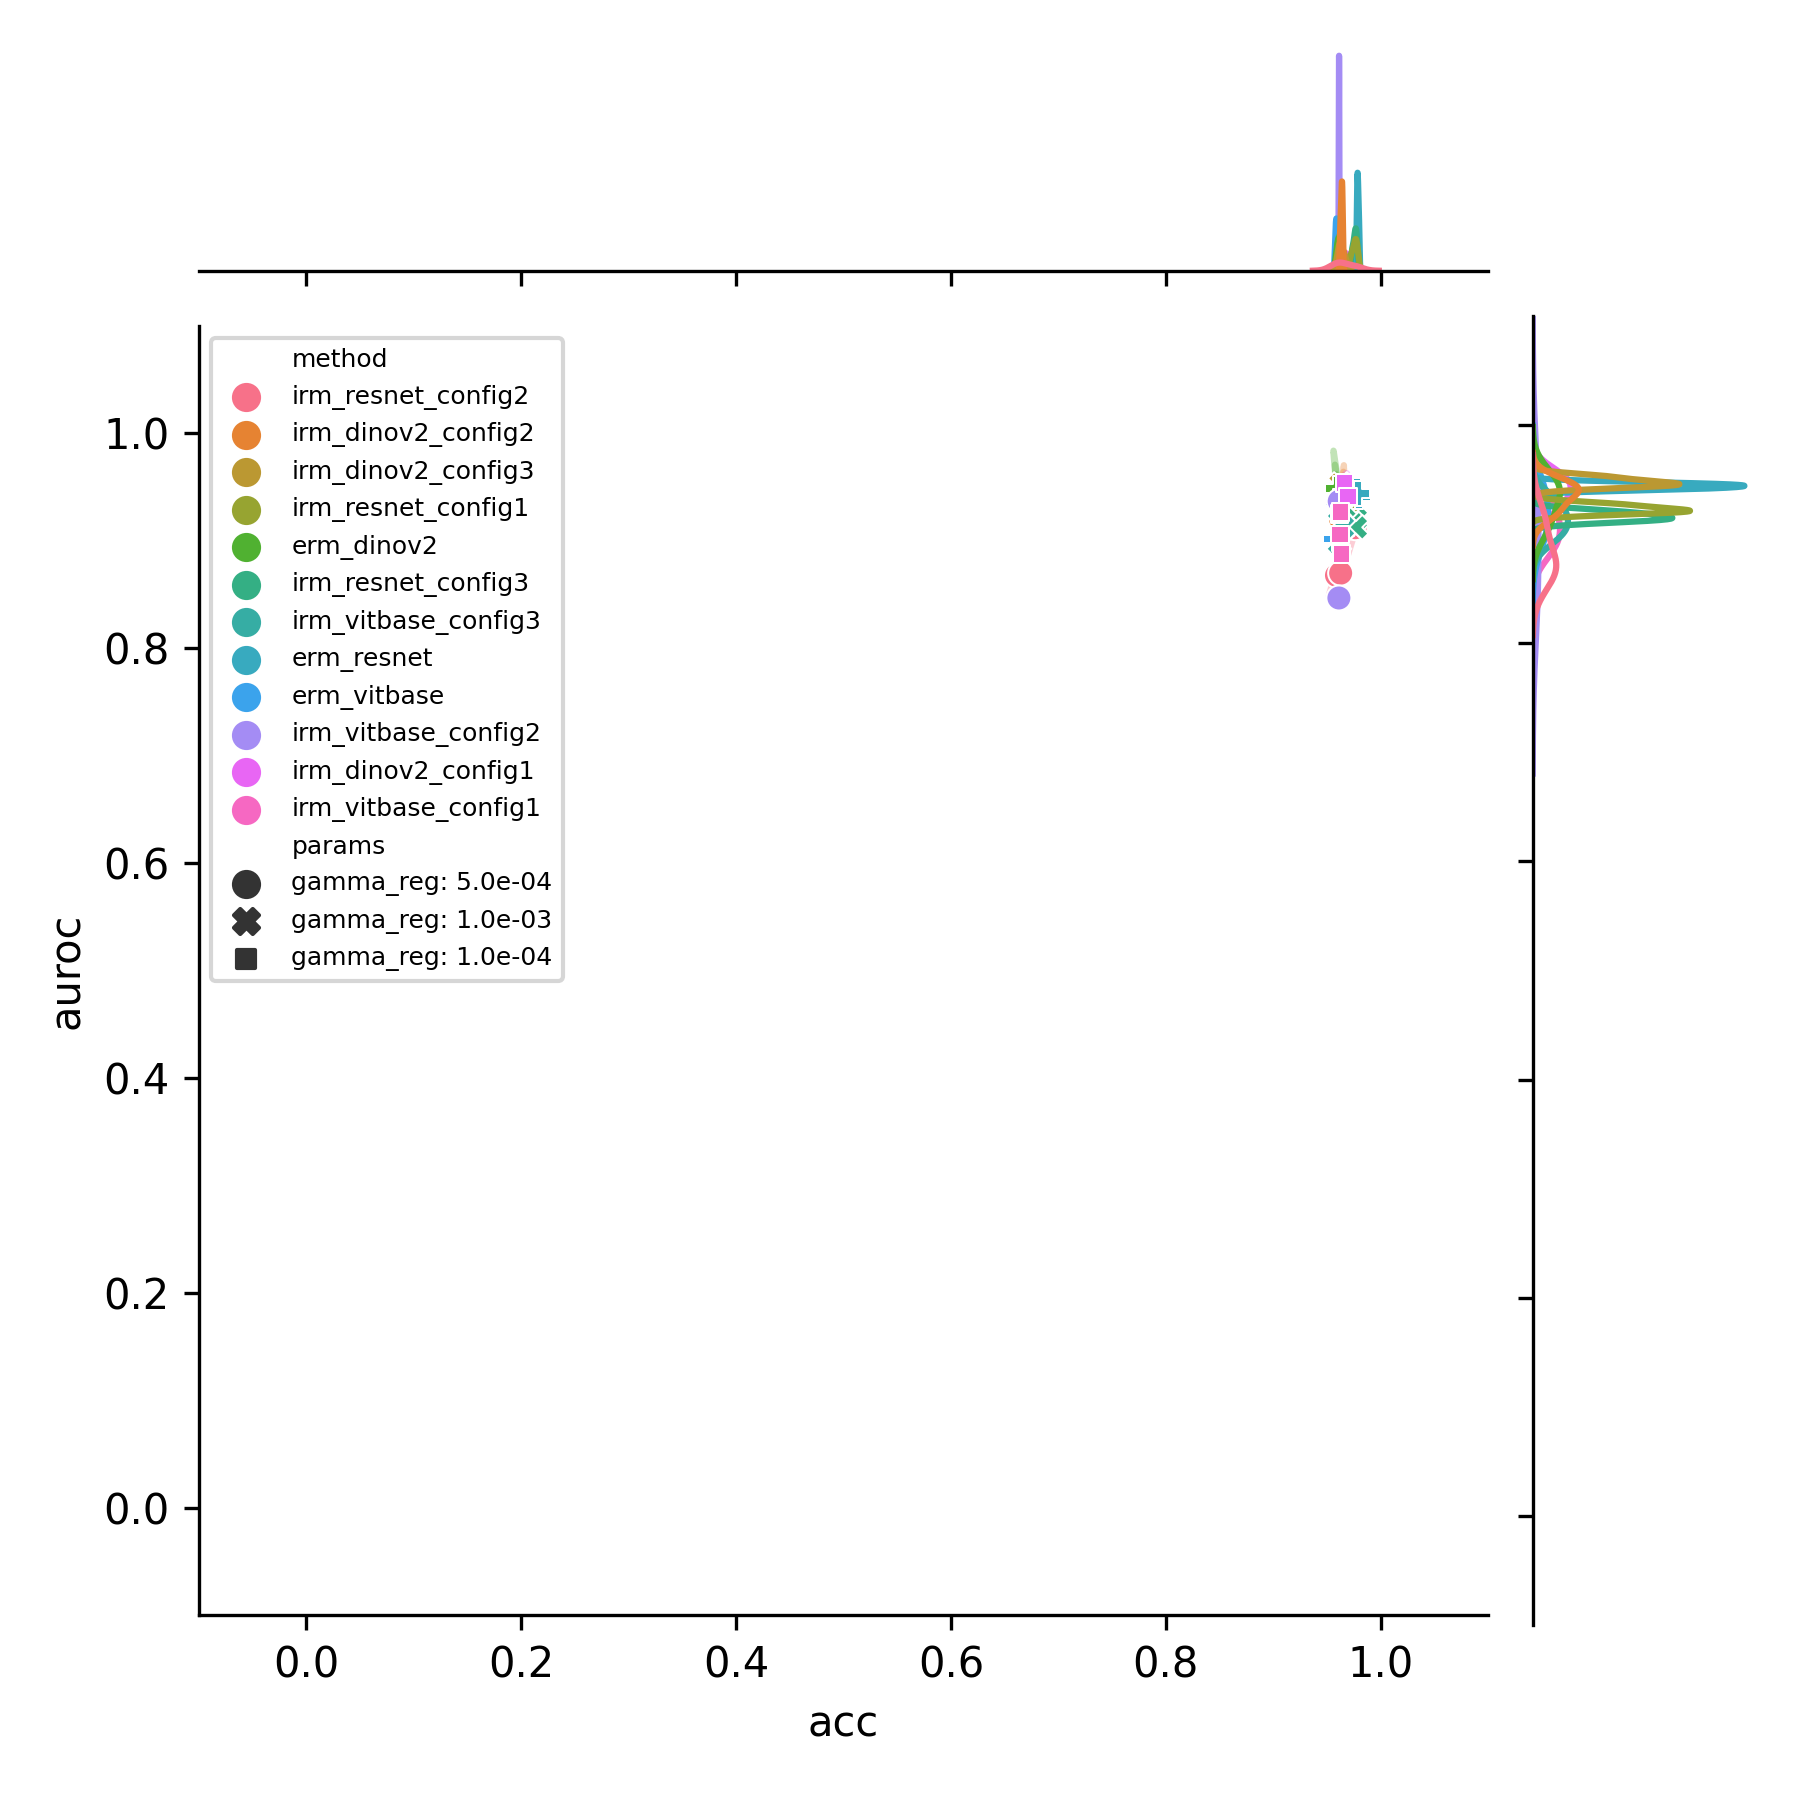 method
irm_resnet_config2
irm_dinov2_config2
irm_dinov2_config3
irm_resnet_config1
erm_dinov2
irm_resnet_config3
irm_vitbase_config3
erm_resnet
erm_vitbase
irm_vitbase_config2
irm_dinov2_config1
irm_vitbase_config1
params
gamma_reg: 5.0e-04
gamma_reg: 1.0e-03
gamma_reg: 1.0e-04
auroc
1.0
0.8
0.6
0.4
0.2
0.0
0.0 0.2 0.4 0.6 0.8 1.0
acc